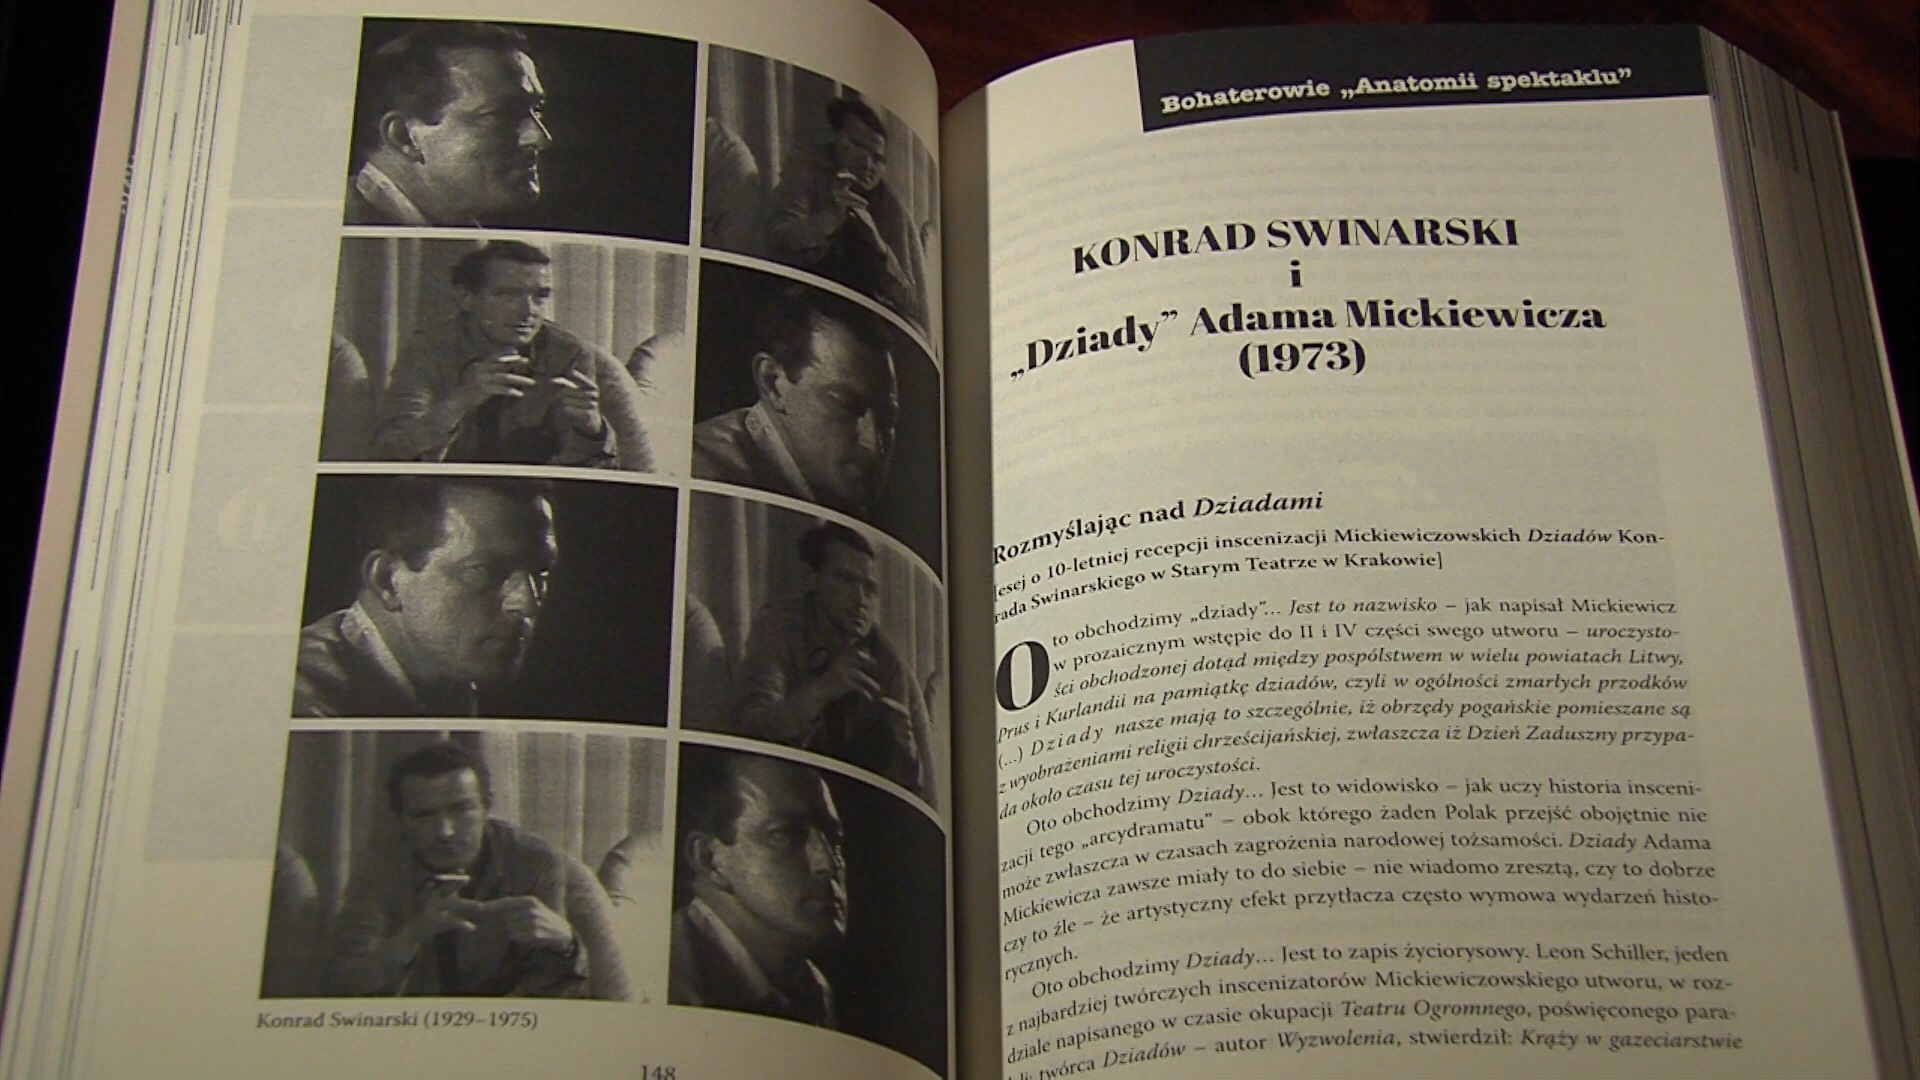 Konrad Swinarski (1929–1975)
148
Bohaterowie „Anatomii spektaklu”
KONRAD SWINARSKI
i
„Dziady” Adama Mickiewicza
(1973)
Rozmyślając nad Dziadami
[esej o 10-letniej recepcji inscenizacji Mickiewiczowskich Dziadów Kon-
rada Swinarskiego w Starym Teatrze w Krakowie]
Oto obchodzimy „dziady”... Jest to nazwisko – jak napisał Mickiewicz
w prozaicznym wstępie do II i IV części swego utworu – uroczysto-
ści obchodzonej dotąd między pospólstwem w wielu powiatach Litwy,
Prus i Kurlandii na pamiątkę dziadów, czyli w ogólności zmarłych przodków
(...) Dziady nasze mają to szczególnie, iż obrzędy pogańskie pomieszane są
z wyobrażeniami religii chrześcijańskiej, zwłaszcza iż Dzień Zaduszny przypa-
da około czasu tej uroczystości.
Oto obchodzimy Dziady... Jest to widowisko – jak uczy historia insceni-
zacji tego „arcydramatu” – obok którego żaden Polak przejść obojętnie nie
może zwłaszcza w czasach zagrożenia narodowej tożsamości. Dziady Adama
Mickiewicza zawsze miały to do siebie – nie wiadomo zresztą, czy to dobrze
czy to źle – że artystyczny efekt przytłacza często wymowa wydarzeń histo-
rycznych.
Oto obchodzimy Dziady... Jest to zapis życiorysowy. Leon Schiller, jeden
z najbardziej twórczych inscenizatorów Mickiewiczowskiego utworu, w roz-
dziale napisanego w czasie okupacji Teatru Ogromnego, poświęconego para-
twórca Dziadów – autor Wyzwolenia, stwierdził: Krąży w gazeciarstwie